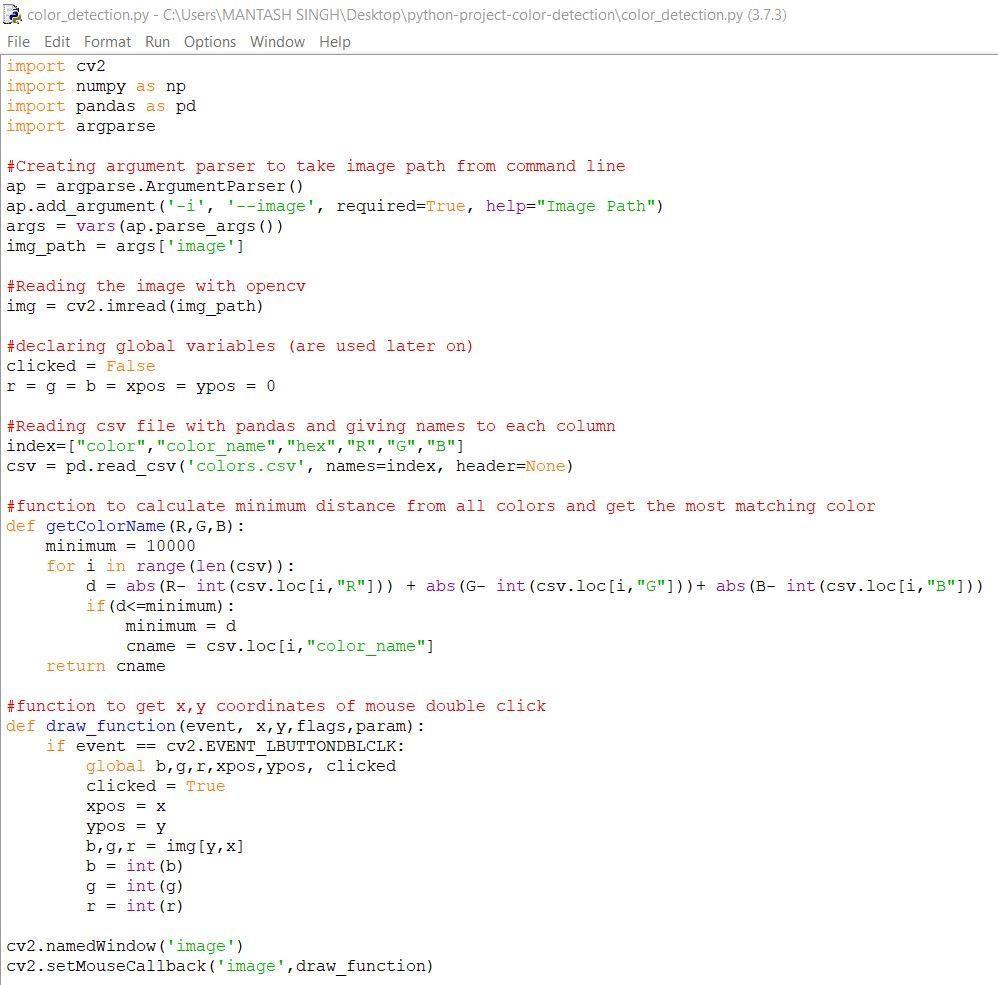 color_detection.py - C:\Users\MANTASH SINGH\Desktop\python-project-color-detection\color_detection.py (3.7.3)
File Edit Format Run Options Window Help
import cv2
import numpy as np
import pandas as pd
import argparse

#Creating argument parser to take image path from command line
ap = argparse.ArgumentParser()
ap.add_argument('-i', '--image', required=True, help="Image Path")
args = vars(ap.parse_args())
img_path = args['image']

#Reading the image with opencv
img = cv2.imread(img_path)

#declaring global variables (are used later on)
clicked = False
r = g = b = xpos = ypos = 0

#Reading csv file with pandas and giving names to each column
index=["color","color_name","hex","R","G","B"]
csv = pd.read_csv('colors.csv', names=index, header=None)

#function to calculate minimum distance from all colors and get the most matching color
def getColorName(R,G,B):
    minimum = 10000
    for i in range(len(csv)):
        d = abs(R- int(csv.loc[i,"R"])) + abs(G- int(csv.loc[i,"G"]))+ abs(B- int(csv.loc[i,"B"]))
        if(d<=minimum):
            minimum = d
            cname = csv.loc[i,"color_name"]
    return cname

#function to get x,y coordinates of mouse double click
def draw_function(event, x,y,flags,param):
    if event == cv2.EVENT_LBUTTONDBLCLK:
        global b,g,r,xpos,ypos, clicked
        clicked = True
        xpos = x
        ypos = y
        b,g,r = img[y,x]
        b = int(b)
        g = int(g)
        r = int(r)

cv2.namedWindow('image')
cv2.setMouseCallback('image',draw_function)